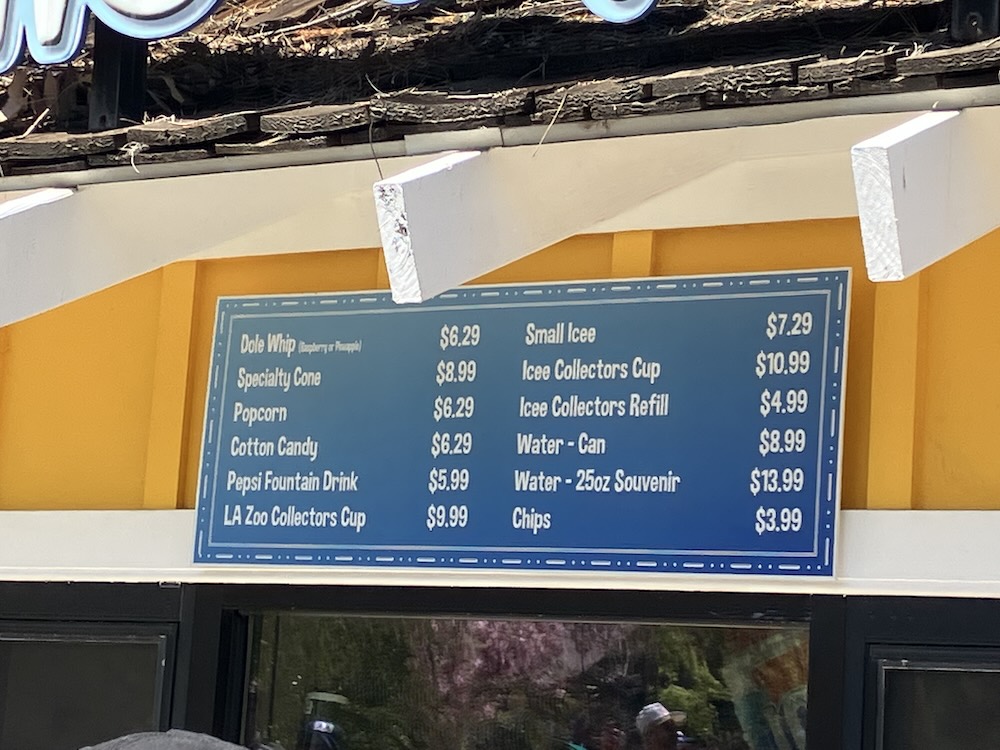 Dole Whip (Raspberry or Pineapple) $6.29
Specialty Cone $8.99
Popcorn $6.29
Cotton Candy $6.29
Pepsi Fountain Drink $5.99
LA Zoo Collectors Cup $9.99
Small Icee $7.29
Icee Collectors Cup $10.99
Icee Collectors Refill $4.99
Water - Can $8.99
Water - 25oz Souvenir $13.99
Chips $3.99